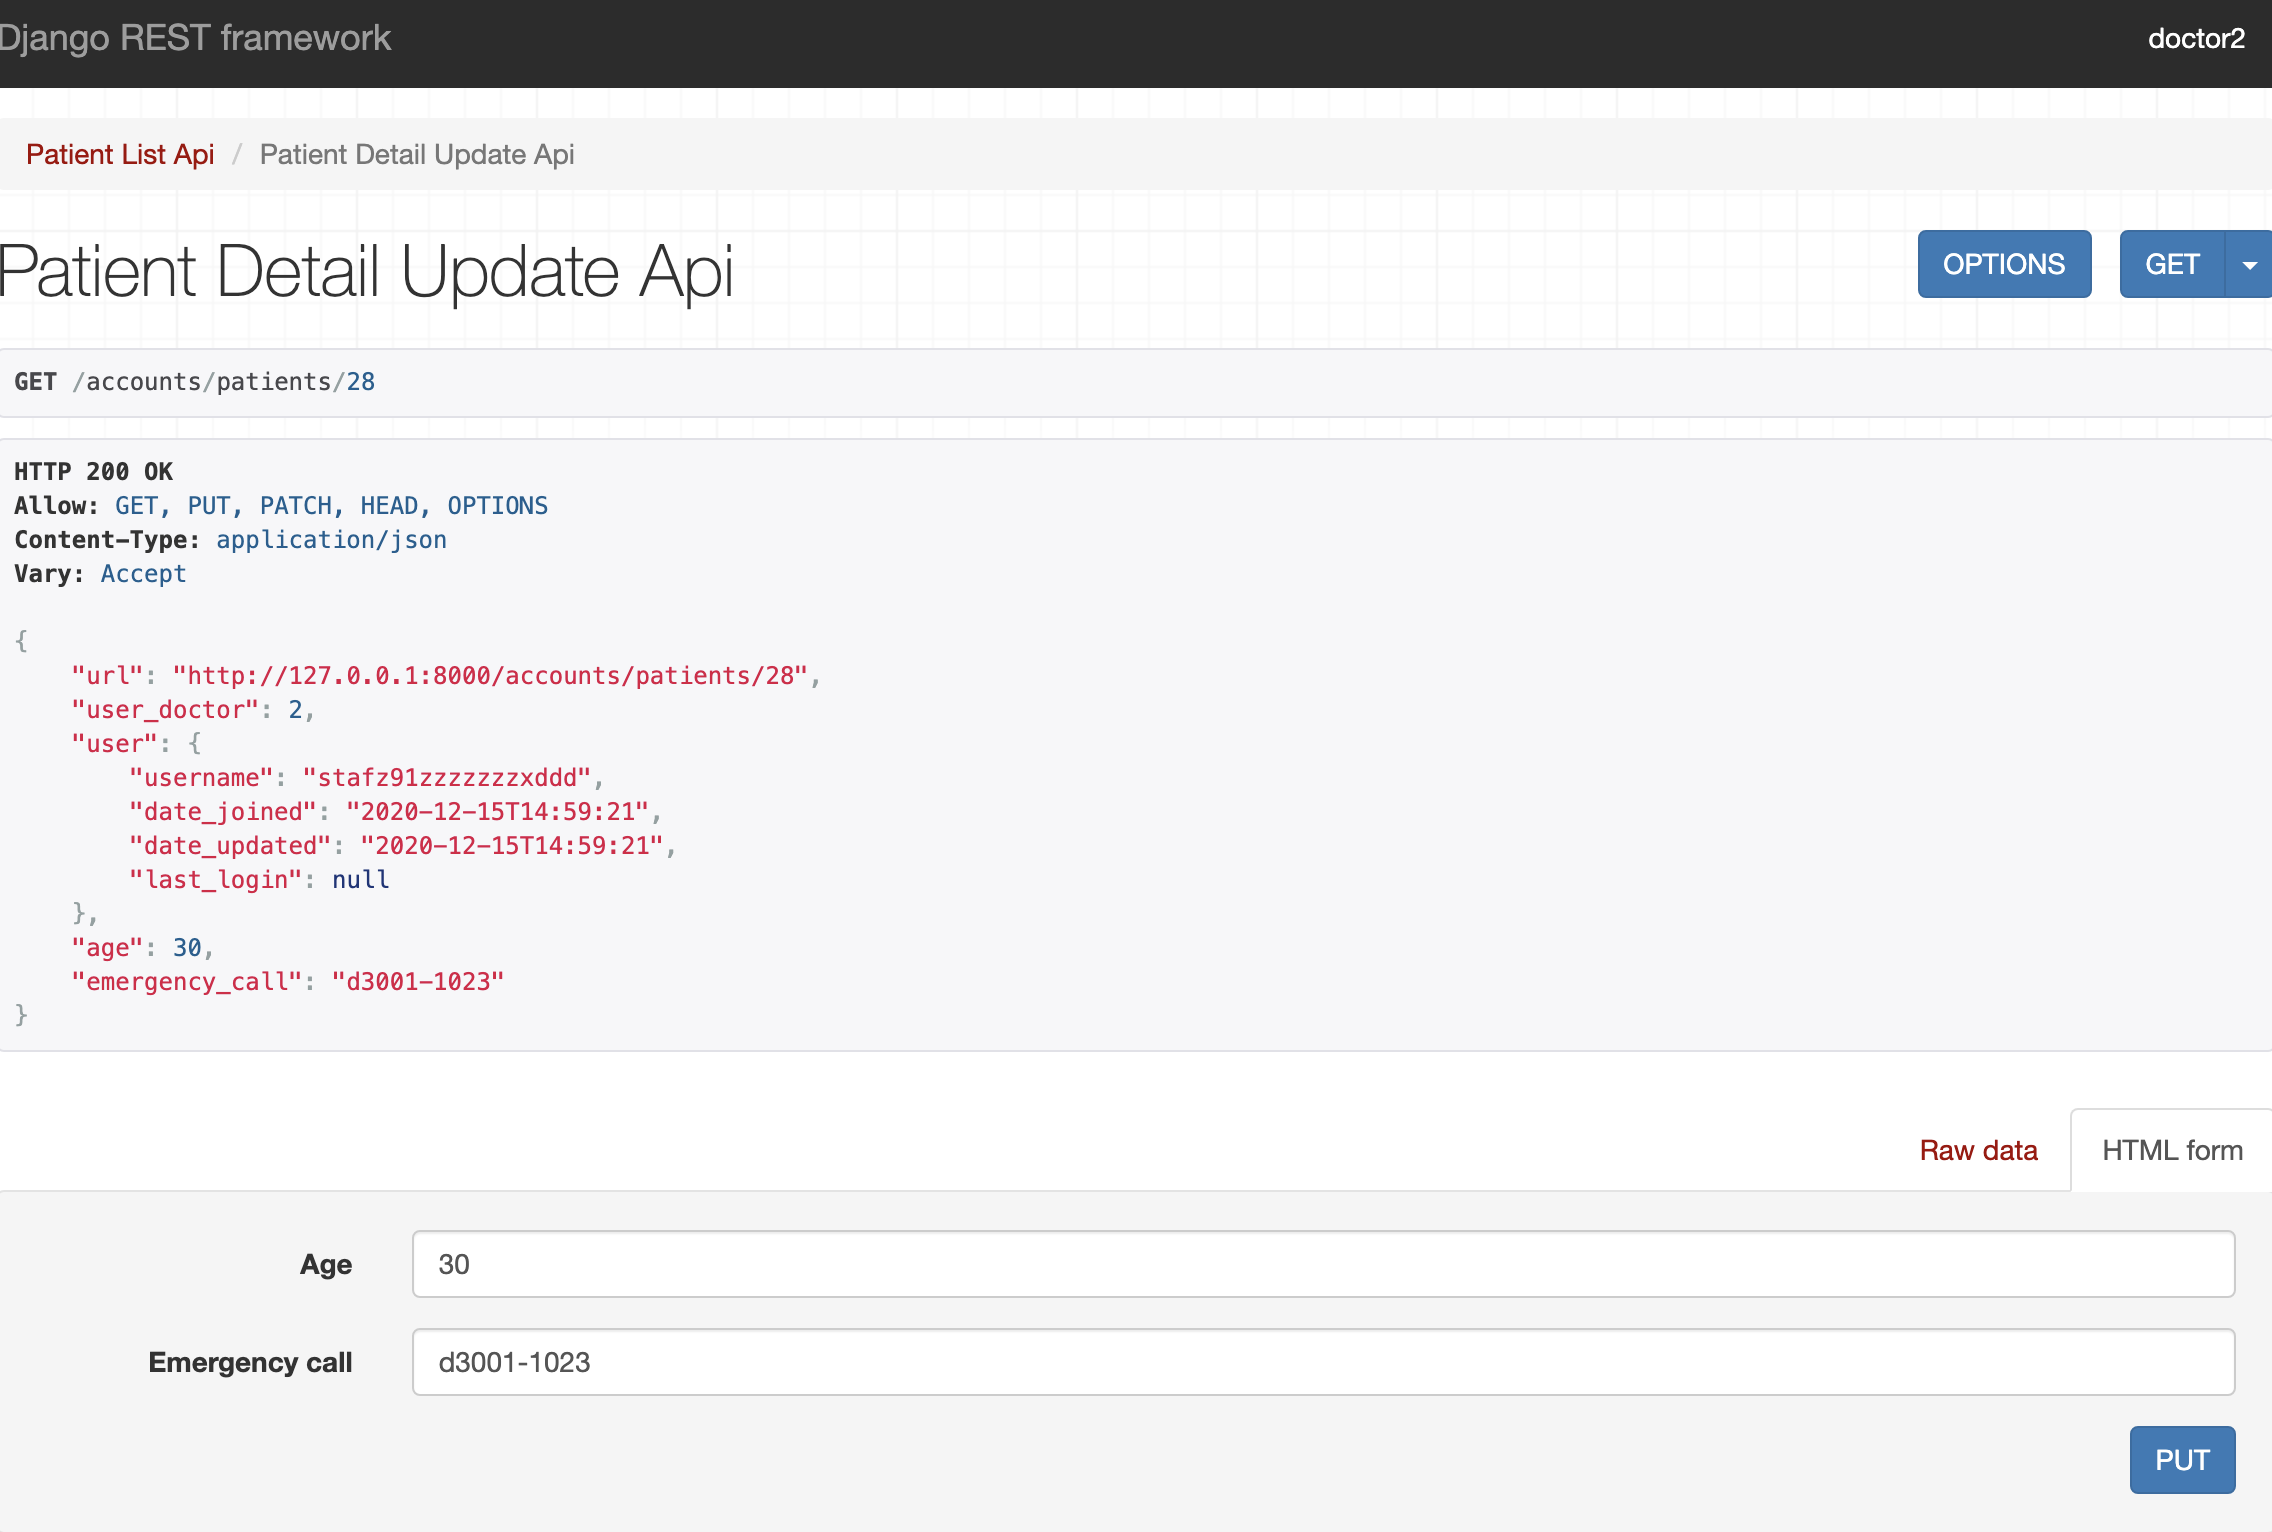 Django REST framework
doctor2
Patient List Api / Patient Detail Update Api
Patient Detail Update Api
OPTIONS
GET
GET /accounts/patients/28
HTTP 200 OK
Allow: GET, PUT, PATCH, HEAD, OPTIONS
Content-Type: application/json
Vary: Accept
{
    "url": "http://127.0.0.1:8000/accounts/patients/28",
    "user_doctor": 2,
    "user": {
        "username": "stafz91zzzzzzzxddd",
        "date_joined": "2020-12-15T14:59:21",
        "date_updated": "2020-12-15T14:59:21",
        "last_login": null
    },
    "age": 30,
    "emergency_call": "d3001-1023"
}
Raw data
HTML form
Age
30
Emergency call
d3001-1023
PUT